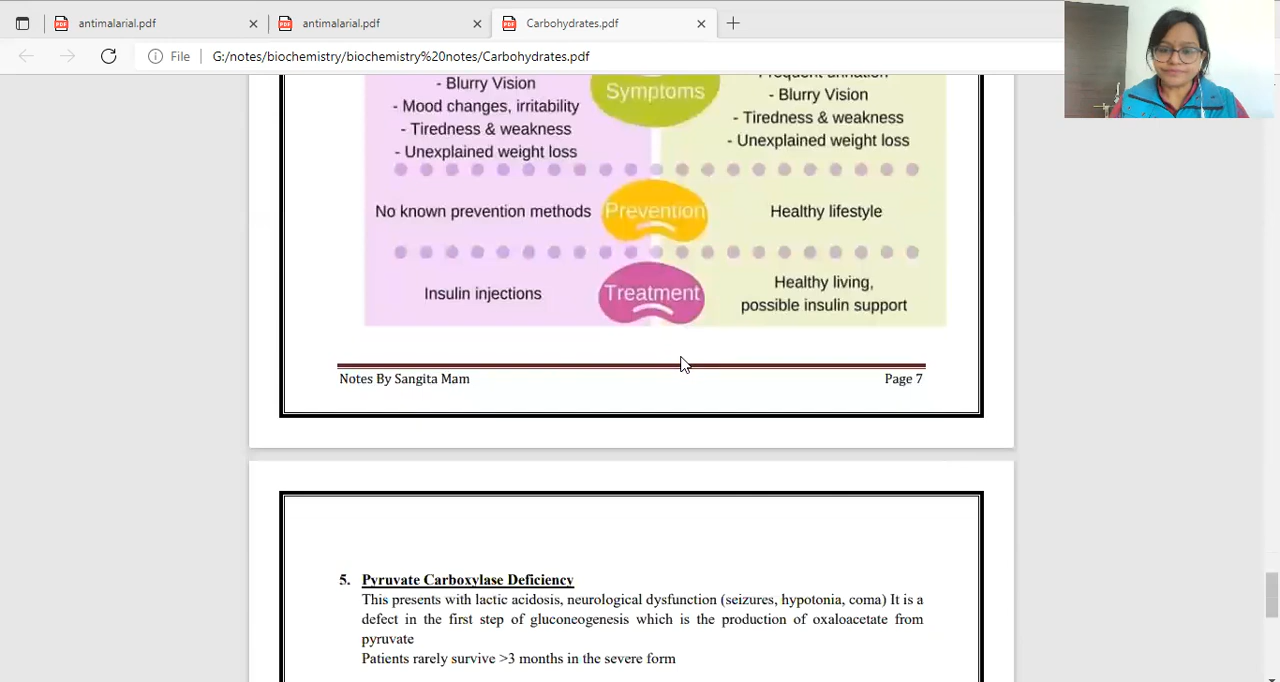 antimalarial.pdf
antimalarial.pdf
Carbohydrates.pdf
File
G:/notes/biochemistry/biochemistry%20notes/Carbohydrates.pdf
- Blurry Vision
- Mood changes, irritability
- Tiredness & weakness
- Unexplained weight loss
Symptoms
Frequent urination
- Blurry Vision
- Tiredness & weakness
- Unexplained weight loss
No known prevention methods
Prevention
Healthy lifestyle
Insulin injections
Treatment
Healthy living,
possible insulin support
Notes By Sangita Mam
Page 7
5. Pyruvate Carboxylase Deficiency
This presents with lactic acidosis, neurological dysfunction (seizures, hypotonia, coma) It is a
defect in the first step of gluconeogenesis which is the production of oxaloacetate from
pyruvate
Patients rarely survive >3 months in the severe form